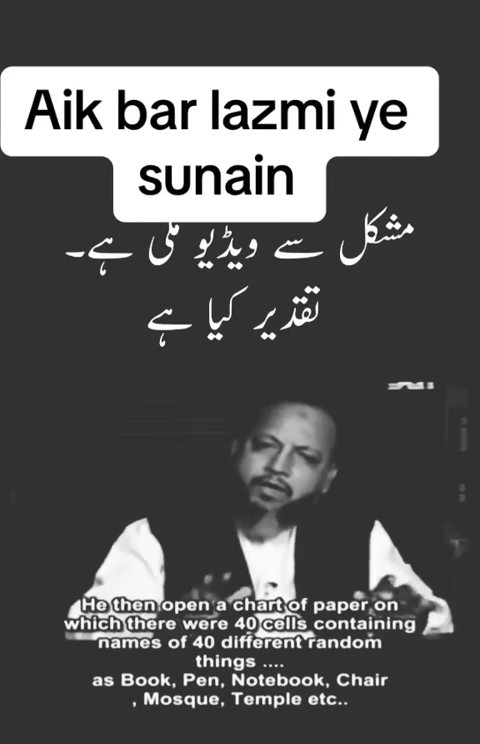 Aik bar lazmi ye
sunain
مشکل سے ویڈیو ملی ہے۔
تقدیر کیا ہے
He then open a chart of paper on
which there were 40 cells containing
names of 40 different random
things ....
as Book, Pen, Notebook, Chair
, Mosque, Temple etc..